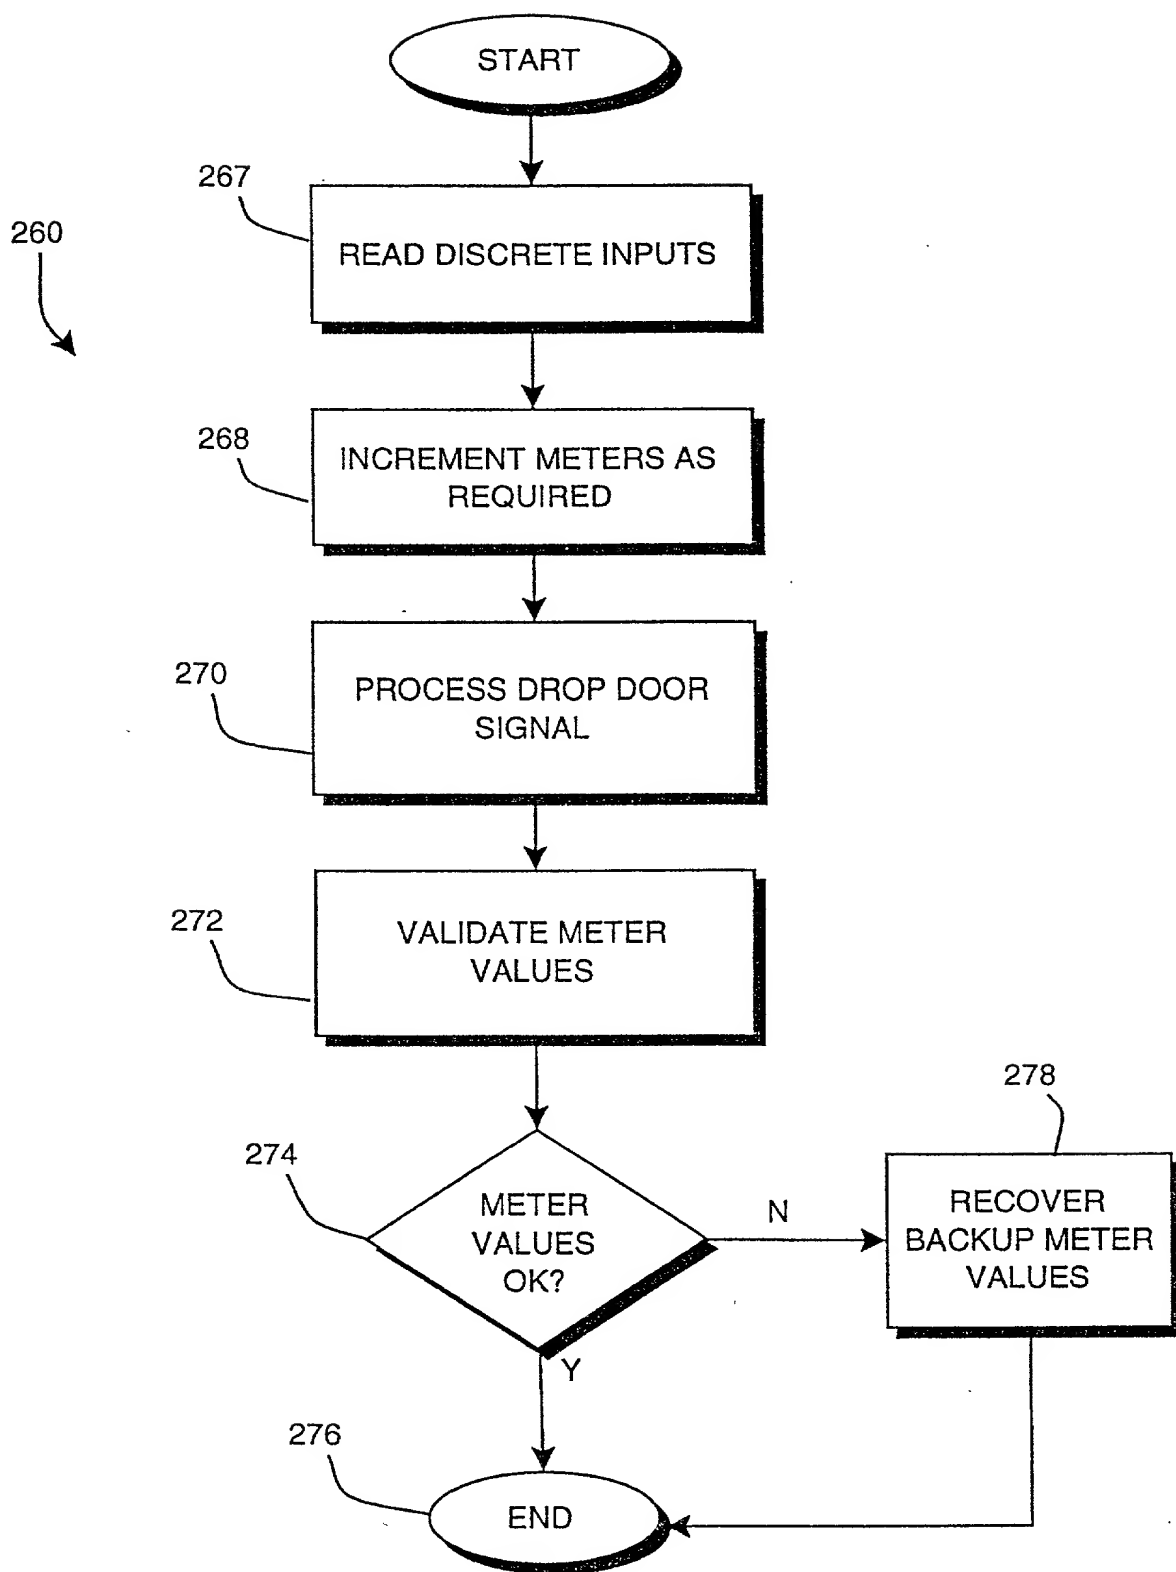 START
267
READ DISCRETE INPUTS
260
268
INCREMENT METERS AS
REQUIRED
270
PROCESS DROP DOOR
SIGNAL
272
VALIDATE METER
VALUES
274
METER
VALUES
OK?
N
278
RECOVER
BACKUP METER
VALUES
Y
276
END